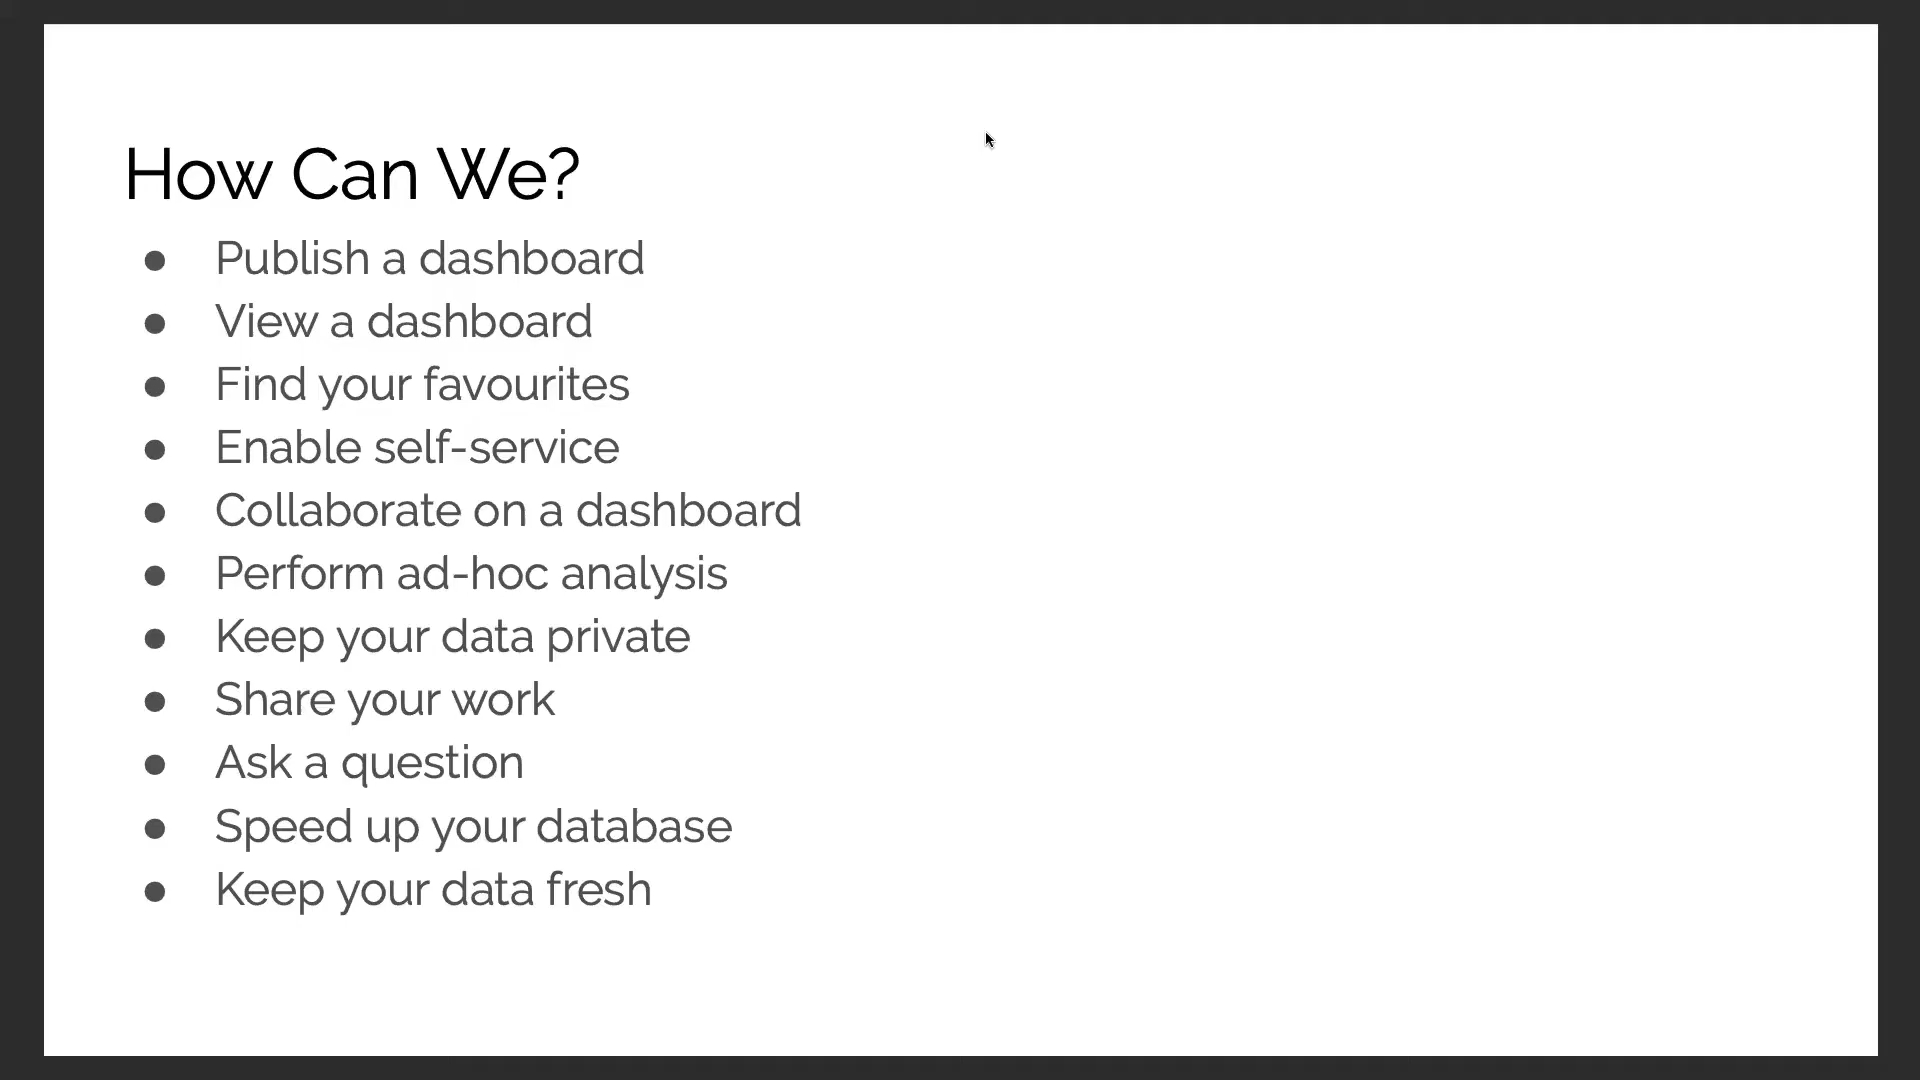 How Can We?
● Publish a dashboard
● View a dashboard
● Find your favourites
● Enable self-service
● Collaborate on a dashboard
● Perform ad-hoc analysis
● Keep your data private
● Share your work
● Ask a question
● Speed up your database
● Keep your data fresh